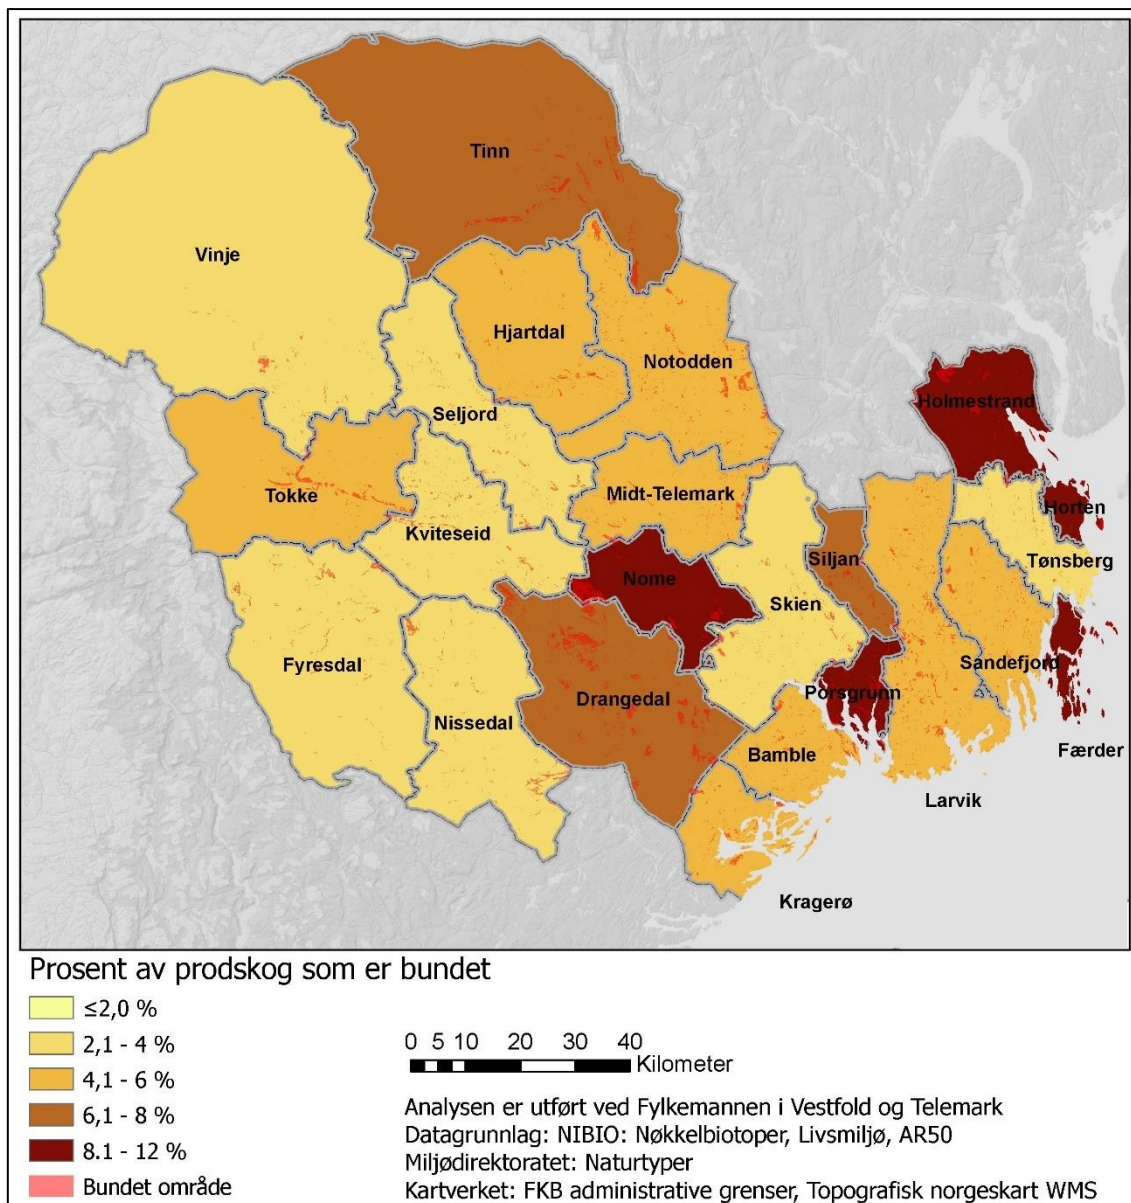 Tinn
Vinje
Hjartdal
Notodden
Holmestrand
Seljord
Tokke
Midt-Telemark
Horten
Kviteseid
Tønsberg
Siljan
Nome
Skien
Fyresdal
Sandefjord
Drangedal
Porsgrunn
Nissedal
Bamble
Færder
Larvik
Kragerø
Prosent av prodskog som er bundet
≤2,0 %
2,1 - 4 %
4,1 - 6 %
6,1 - 8 %
8.1 - 12 %
Bundet område
0 5 10 20 30 40
Kilometer
Analysen er utført ved Fylkemannen i Vestfold og Telemark
Datagrunnlag: NIBIO: Nøkkelbiotoper, Livsmiljø, AR50
Miljødirektoratet: Naturtyper
Kartverket: FKB administrative grenser, Topografisk norgeskart WMS